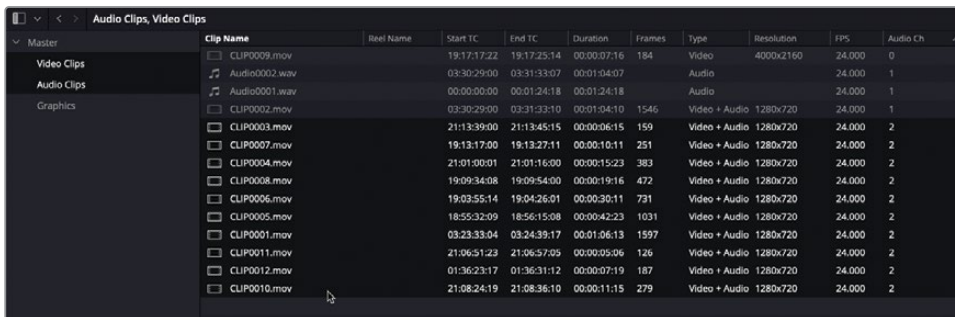 Audio Clips, Video Clips
Master
Video Clips
Audio Clips
Graphics
Clip Name Reel Name Start TC End TC Duration Frames Type Resolution FPS Audio Ch
CLIP0009.mov 19:17:17:22 19:17:25:14 00:00:07:16 184 Video 4000x2160 24.000 0
Audio0002.wav 03:30:29:00 03:31:33:07 00:01:04:07 Audio 24.000 1
Audio0001.wav 00:00:00:00 00:01:24:18 00:01:24:18 Audio 24.000 1
CLIP0002.mov 03:30:29:00 03:31:33:10 00:01:04:10 1546 Video + Audio 1280x720 24.000 1
CLIP0003.mov 21:13:39:00 21:13:45:15 00:00:06:15 159 Video + Audio 1280x720 24.000 2
CLIP0007.mov 19:13:17:00 19:13:27:11 00:00:10:11 251 Video + Audio 1280x720 24.000 2
CLIP0004.mov 21:01:00:01 21:01:16:00 00:00:15:23 383 Video + Audio 1280x720 24.000 2
CLIP0008.mov 19:09:34:08 19:09:54:00 00:00:19:16 472 Video + Audio 1280x720 24.000 2
CLIP0006.mov 19:03:55:14 19:04:26:01 00:00:30:11 731 Video + Audio 1280x720 24.000 2
CLIP0005.mov 18:55:32:09 18:56:15:08 00:00:42:23 1031 Video + Audio 1280x720 24.000 2
CLIP0001.mov 03:23:33:04 03:24:39:17 00:01:06:13 1597 Video + Audio 1280x720 24.000 2
CLIP0011.mov 21:06:51:23 21:06:57:05 00:00:05:06 126 Video + Audio 1280x720 24.000 2
CLIP0012.mov 01:36:23:17 01:36:31:12 00:00:07:19 187 Video + Audio 1280x720 24.000 2
CLIP0010.mov 21:08:24:19 21:08:36:10 00:00:11:15 279 Video + Audio 1280x720 24.000 2